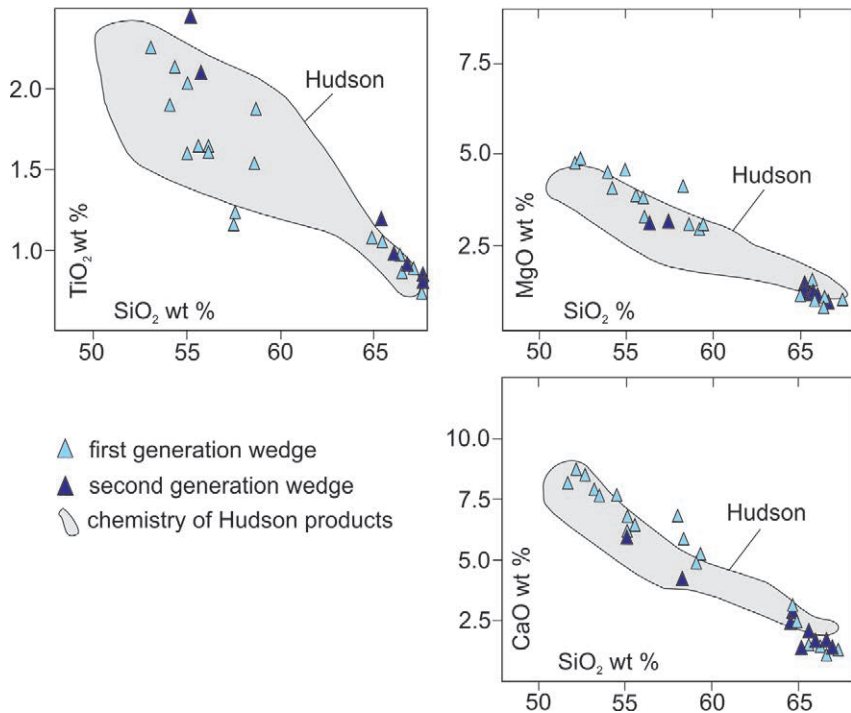 2.0
1.5
1.0
TiO₂ wt %
Hudson
SiO₂ wt %
50 55 60 65
7.5
5.0
2.5
MgO wt %
Hudson
SiO₂ %
50 55 60 65
first generation wedge
second generation wedge
chemistry of Hudson products
10.0
7.5
5.0
2.5
CaO wt %
Hudson
SiO₂ wt %
50 55 60 65